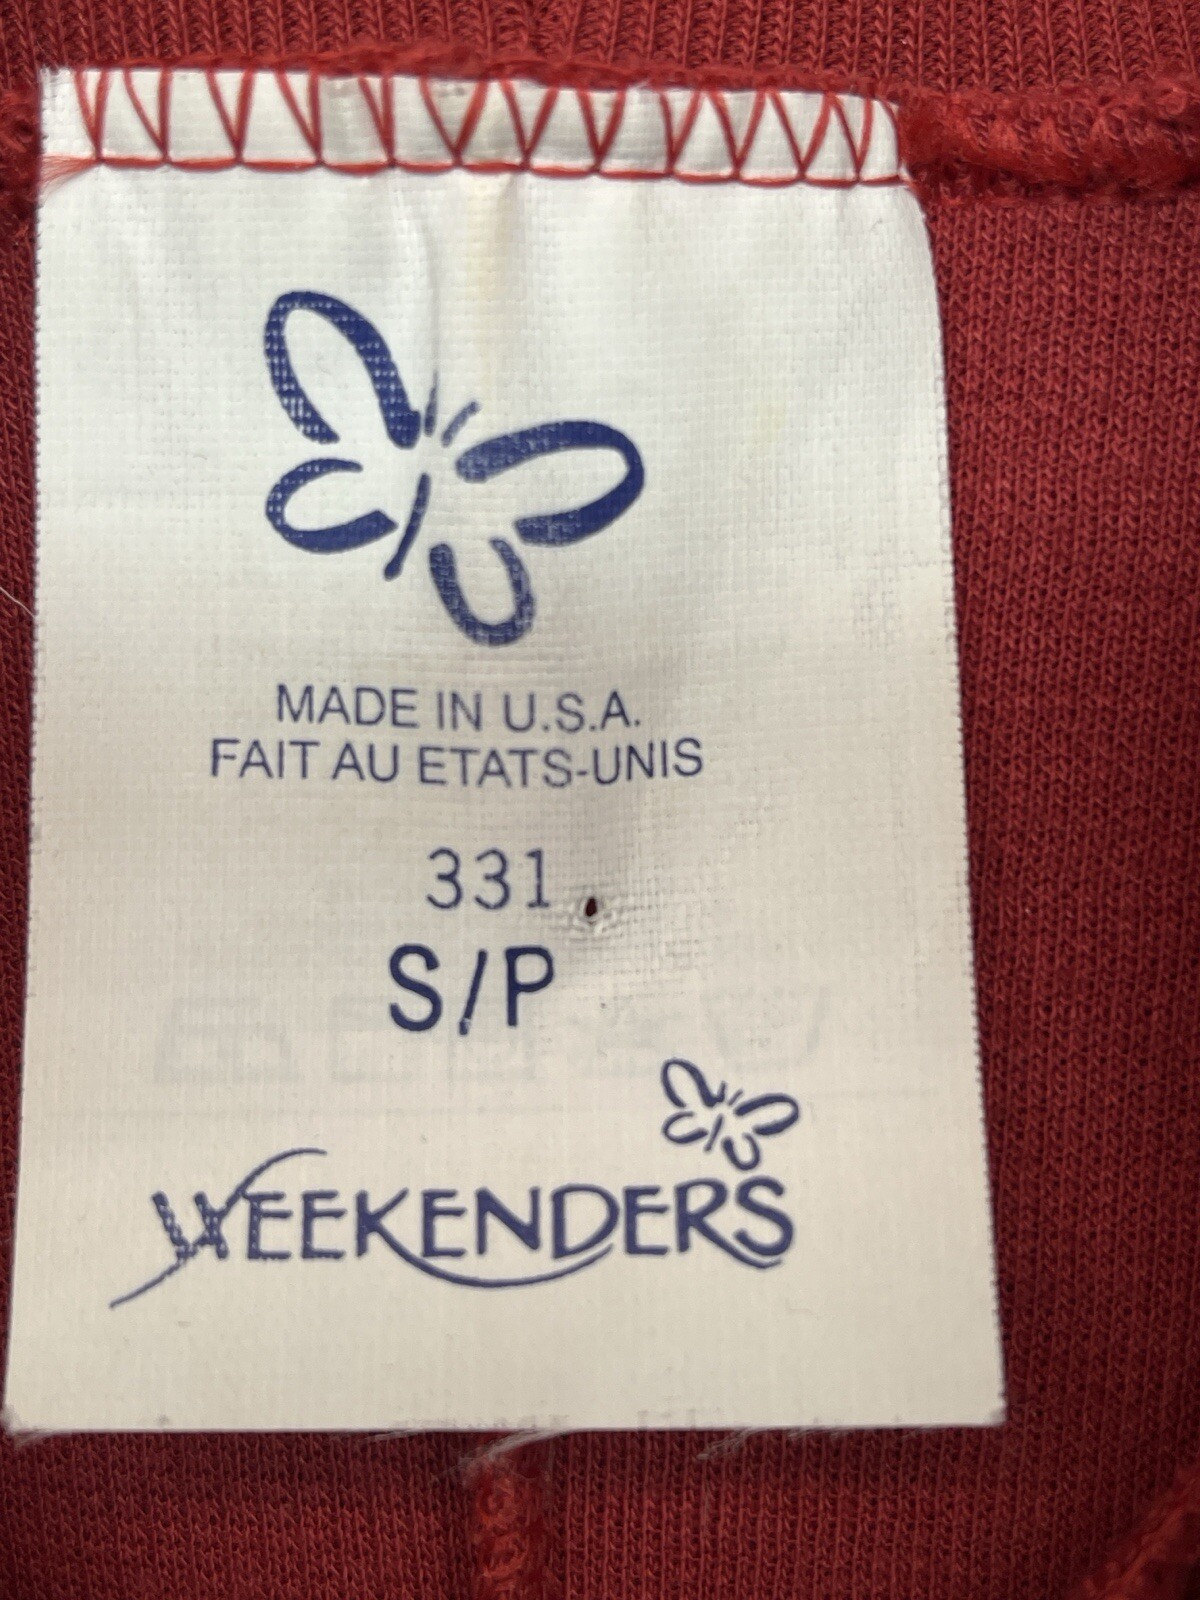 MADE IN U.S.A.
FAIT AU ETATS-UNIS
331
S/P
WEEKENDERS